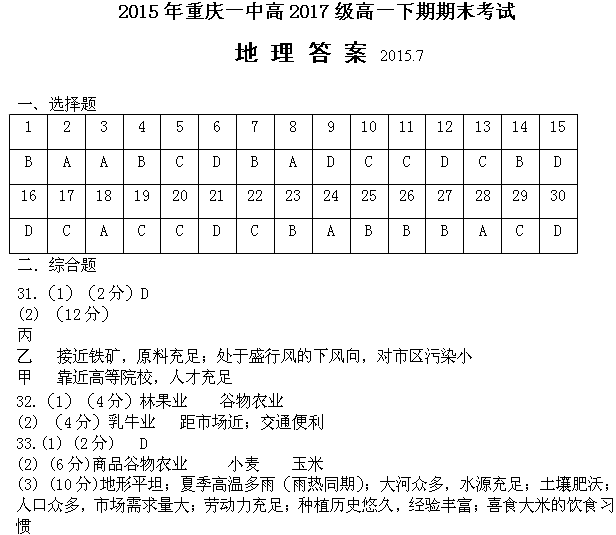 2015年重庆一中高2017级高一下期期末考试
地 理 答 案 2015.7
一、选择题
1 2 3 4 5 6 7 8 9 10 11 12 13 14 15
B A A B C D B A D C C D C B D
16 17 18 19 20 21 22 23 24 25 26 27 28 29 30
D C A C C D C B A B B B A C D
二．综合题
31.（1）（2分）D
(2) （12分）
丙
乙 接近铁矿，原料充足；处于盛行风的下风向，对市区污染小
甲 靠近高等院校，人才充足
32.（1）（4分）林果业 谷物农业
(2) （4分）乳牛业 距市场近；交通便利
33.(1)（2分） D
(2) (6分)商品谷物农业 小麦 玉米
(3) (10分)地形平坦；夏季高温多雨（雨热同期）；大河众多，水源充足；土壤肥沃；
人口众多，市场需求量大；劳动力充足；种植历史悠久，经验丰富；喜食大米的饮食习
惯